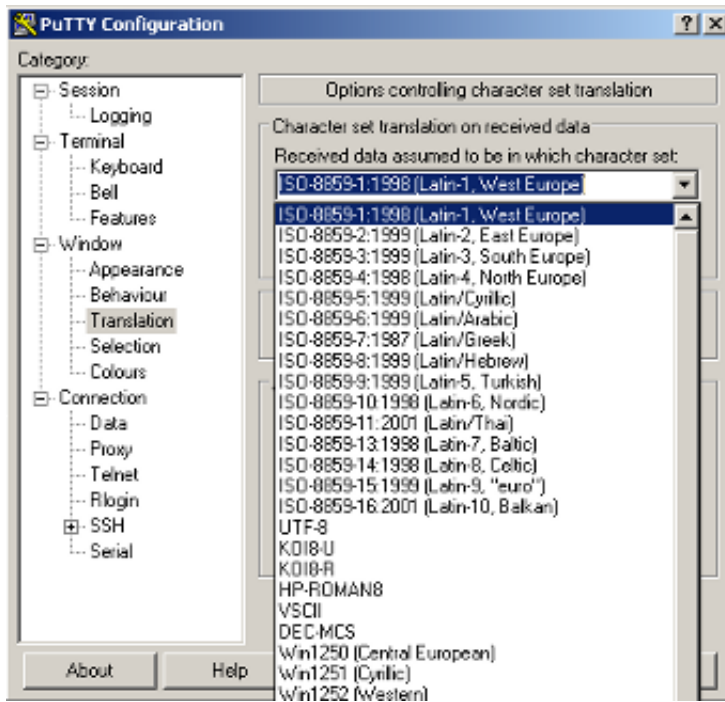 PuTTY Configuration
Category:
Session
Logging
Terminal
Keyboard
Bell
Features
Window
Appearance
Behaviour
Translation
Selection
Colours
Connection
Data
Proxy
Telnet
Rlogin
SSH
Serial
Options controlling character set translation
Character set translation on received data
Received data assumed to be in which character set:
ISO-8859-1:1998 (Latin-1, West Europe)
ISO-8859-1:1998 (Latin-1, West Europe)
ISO-8859-2:1999 (Latin-2, East Europe)
ISO-8859-3:1999 (Latin-3, South Europe)
ISO-8859-4:1998 (Latin-4, North Europe)
ISO-8859-5:1999 (Latin/Cyrillic)
ISO-8859-6:1999 (Latin/Arabic)
ISO-8859-7:1987 (Latin/Greek)
ISO-8859-8:1999 (Latin/Hebrew)
ISO-8859-9:1999 (Latin-5, Turkish)
ISO-8859-10:1998 (Latin-6, Nordic)
ISO-8859-11:2001 (Latin/Thai)
ISO-8859-13:1998 (Latin-7, Baltic)
ISO-8859-14:1998 (Latin-8, Celtic)
ISO-8859-15:1999 (Latin-9, "euro")
ISO-8859-16:2001 (Latin-10, Balkan)
UTF-8
KOI8-U
KOI8-R
HP-ROMAN8
VSCII
DEC-MCS
Win1250 (Central European)
Win1251 (Cyrillic)
Win1252 (Western)
About
Help